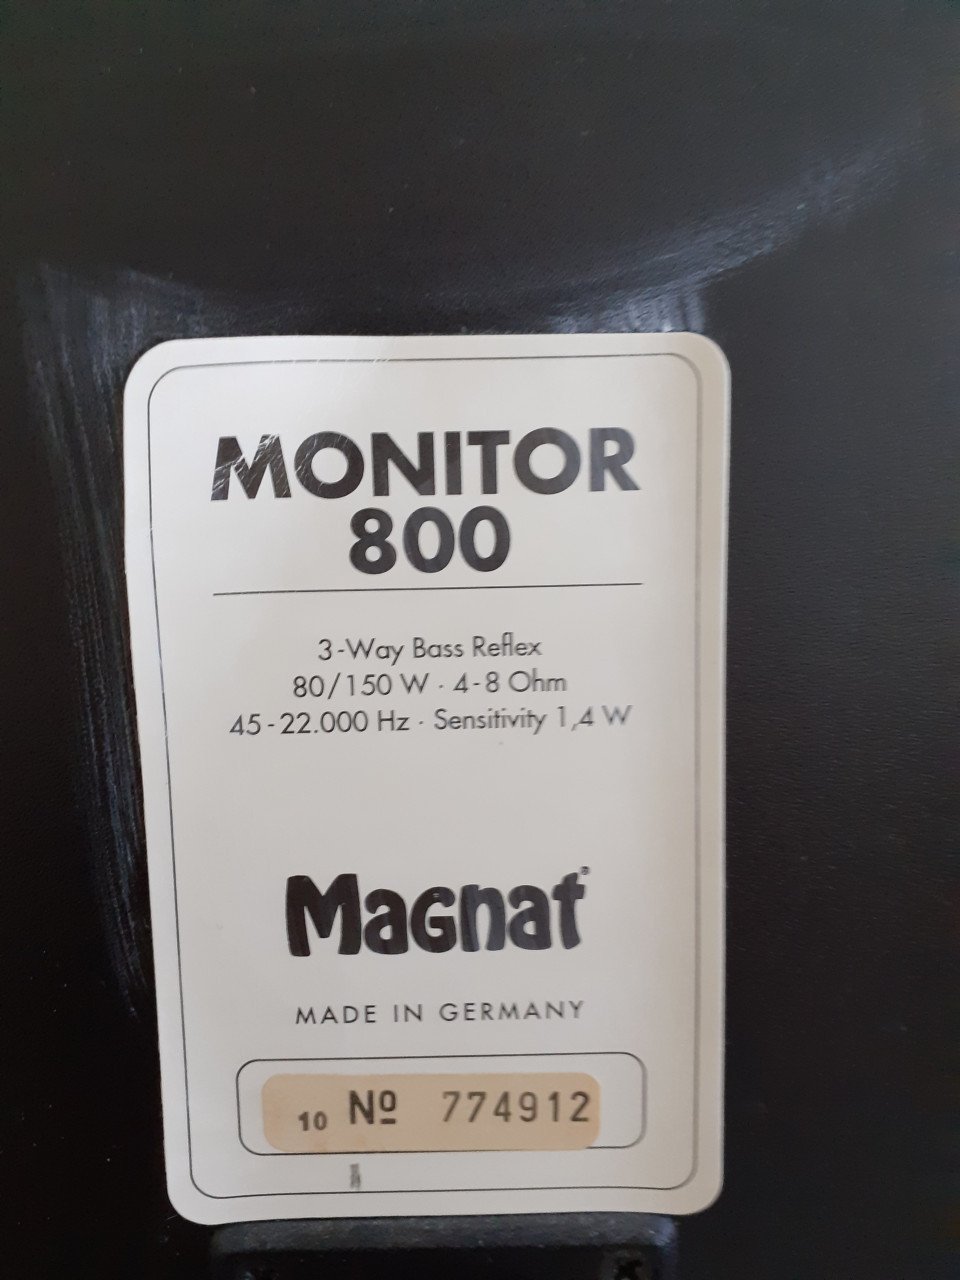 MONITOR
800
3-Way Bass Reflex
80/150 W · 4-8 Ohm
45-22.000 Hz · Sensitivity 1,4 W
Magnat®
MADE IN GERMANY
10 Nº 774912